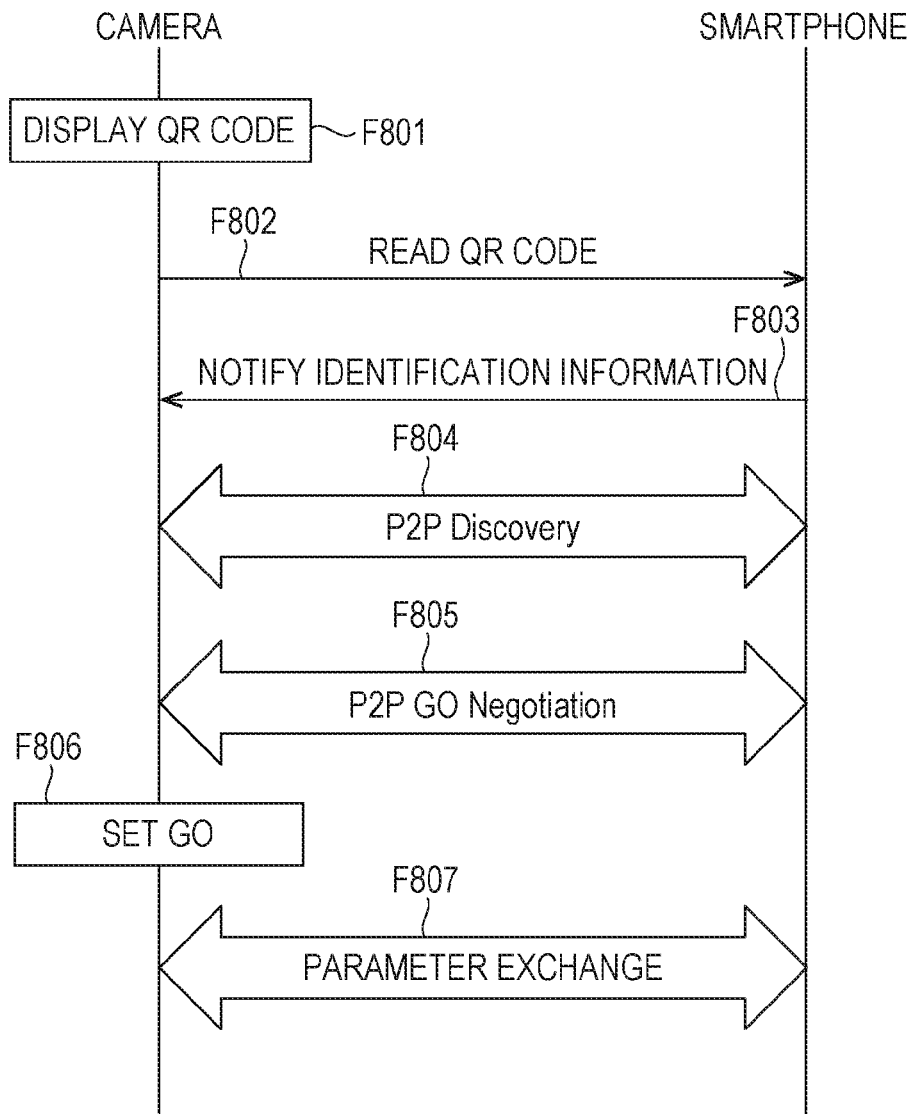 CAMERA
SMARTPHONE
DISPLAY QR CODE
F801
F802
READ QR CODE
F803
NOTIFY IDENTIFICATION INFORMATION
F804
P2P Discovery
F805
P2P GO Negotiation
F806
SET GO
F807
PARAMETER EXCHANGE